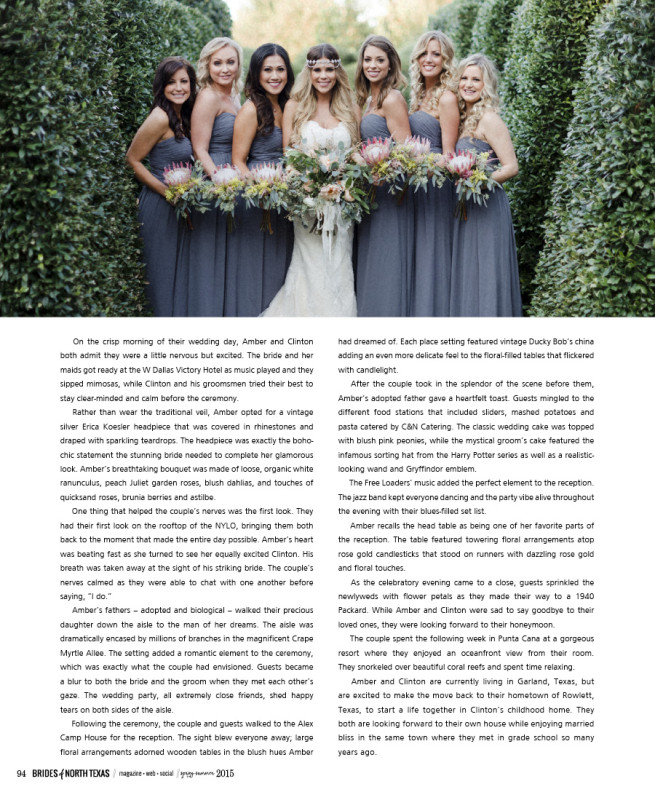 On the crisp morning of their wedding day, Amber and Clinton
both admit they were a little nervous but excited. The bride and her
maids got ready at the W Dallas Victory Hotel as music played and they
sipped mimosas, while Clinton and his groomsmen tried their best to
stay clear-minded and calm before the ceremony.
Rather than wear the traditional veil, Amber opted for a vintage
silver Erica Koesler headpiece that was covered in rhinestones and
draped with sparkling teardrops. The headpiece was exactly the boho-
chic statement the stunning bride needed to complete her glamorous
look. Amber's breathtaking bouquet was made of loose, organic white
ranunculus, peach Juliet garden roses, blush dahlias, and touches of
quicksand roses, brunia berries and astilbe.
One thing that helped the couple's nerves was the first look. They
had their first look on the rooftop of the NYLO, bringing them both
back to the moment that made the entire day possible. Amber's heart
was beating fast as she turned to see her equally excited Clinton. His
breath was taken away at the sight of his striking bride. The couple's
nerves calmed as they were able to chat with one another before
saying, "I do."
Amber's fathers – adopted and biological – walked their precious
daughter down the aisle to the man of her dreams. The aisle was
dramatically encased by millions of branches in the magnificent Crape
Myrtle Allee. The setting added a romantic element to the ceremony,
which was exactly what the couple had envisioned. Guests became
a blur to both the bride and the groom when they met each other's
gaze. The wedding party, all extremely close friends, shed happy
tears on both sides of the aisle.
Following the ceremony, the couple and guests walked to the Alex
Camp House for the reception. The sight blew everyone away; large
floral arrangements adorned wooden tables in the blush hues Amber
had dreamed of. Each place setting featured vintage Ducky Bob's china
adding an even more delicate feel to the floral-filled tables that flickered
with candlelight.
After the couple took in the splendor of the scene before them,
Amber's adopted father gave a heartfelt toast. Guests mingled to the
different food stations that included sliders, mashed potatoes and
pasta catered by C&N Catering. The classic wedding cake was topped
with blush pink peonies, while the mystical groom's cake featured the
infamous sorting hat from the Harry Potter series as well as a realistic-
looking wand and Gryffindor emblem.
The Free Loaders' music added the perfect element to the reception.
The jazz band kept everyone dancing and the party vibe alive throughout
the evening with their blues-filled set list.
Amber recalls the head table as being one of her favorite parts of
the reception. The table featured towering floral arrangements atop
rose gold candlesticks that stood on runners with dazzling rose gold
and floral touches.
As the celebratory evening came to a close, guests sprinkled the
newlyweds with flower petals as they made their way to a 1940
Packard. While Amber and Clinton were sad to say goodbye to their
loved ones, they were looking forward to their honeymoon.
The couple spent the following week in Punta Cana at a gorgeous
resort where they enjoyed an oceanfront view from their room.
They snorkeled over beautiful coral reefs and spent time relaxing.
Amber and Clinton are currently living in Garland, Texas, but
are excited to make the move back to their hometown of Rowlett,
Texas, to start a life together in Clinton's childhood home. They
both are looking forward to their own house while enjoying married
bliss in the same town where they met in grade school so many
years ago.
94 BRIDES of NORTH TEXAS / magazine • web • social / spring-summer 2015